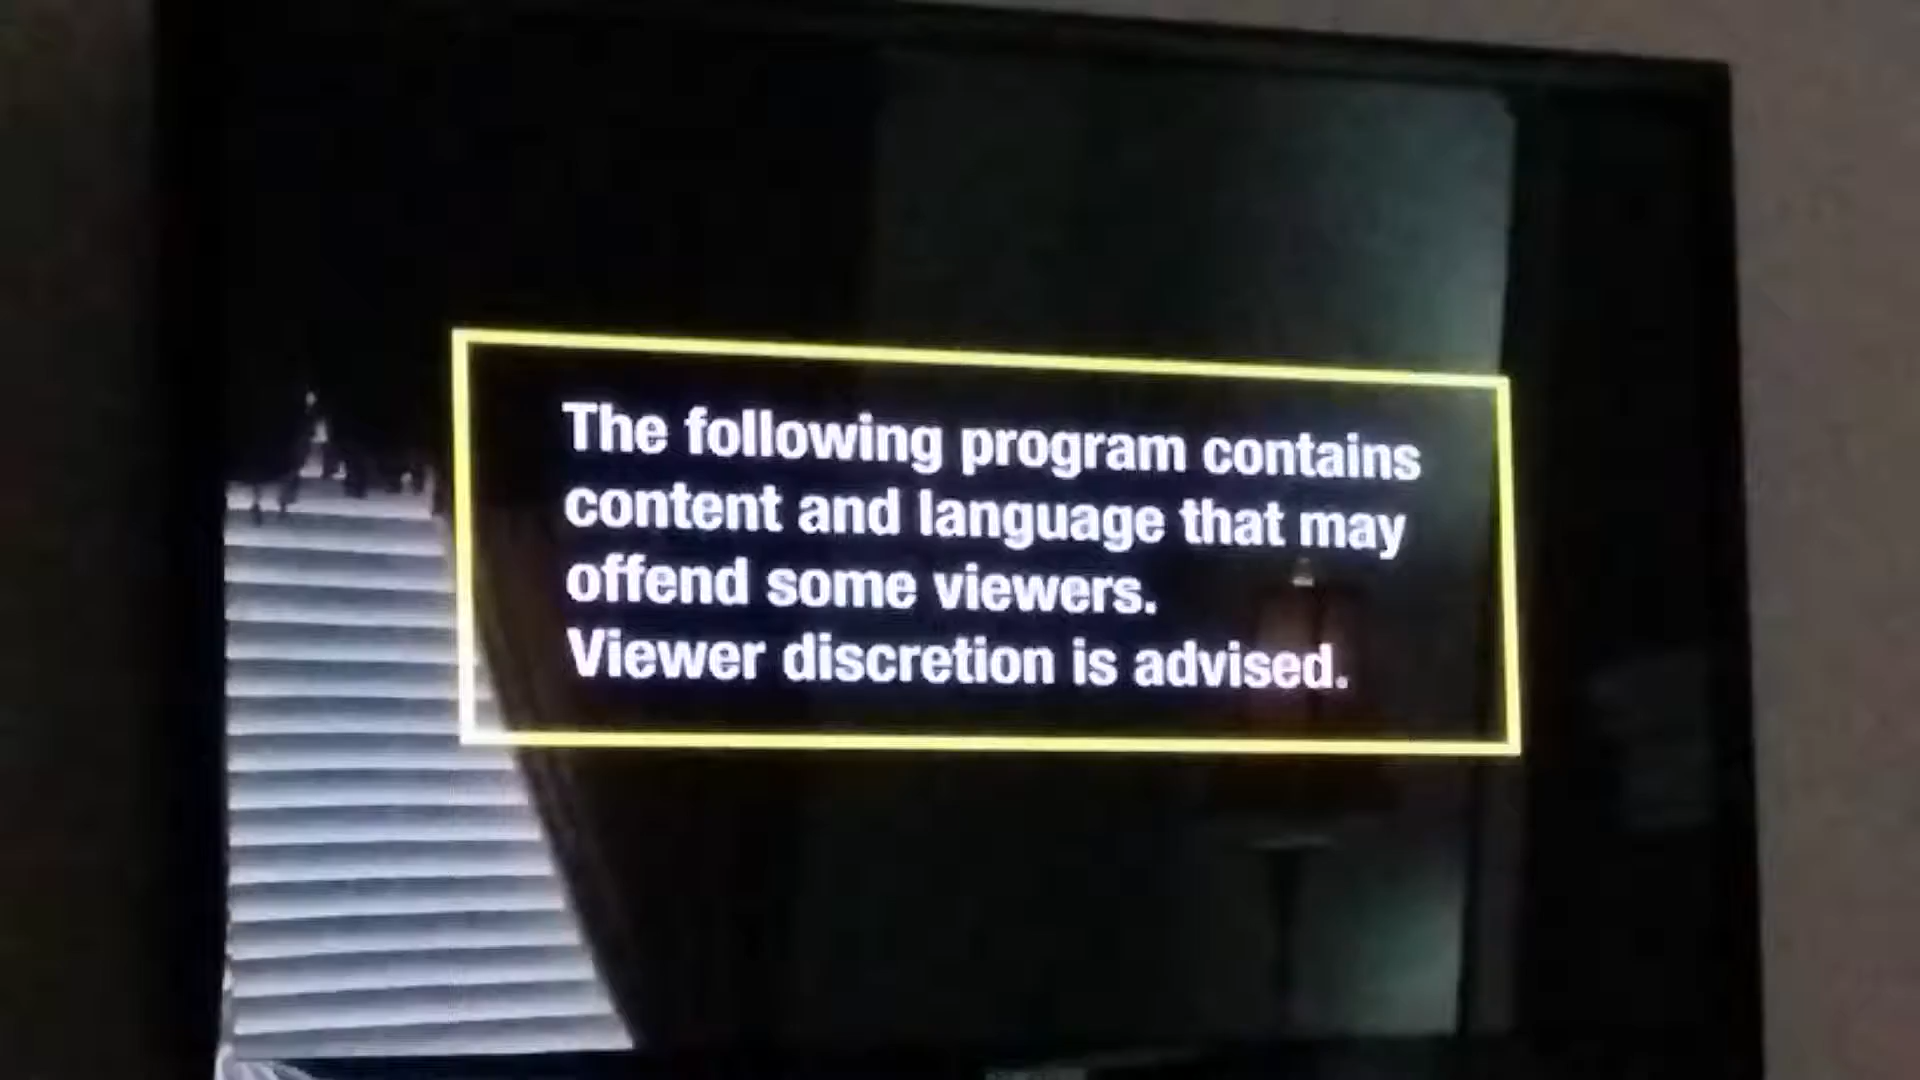 The following program contains
content and language that may
offend some viewers.
Viewer discretion is advised.